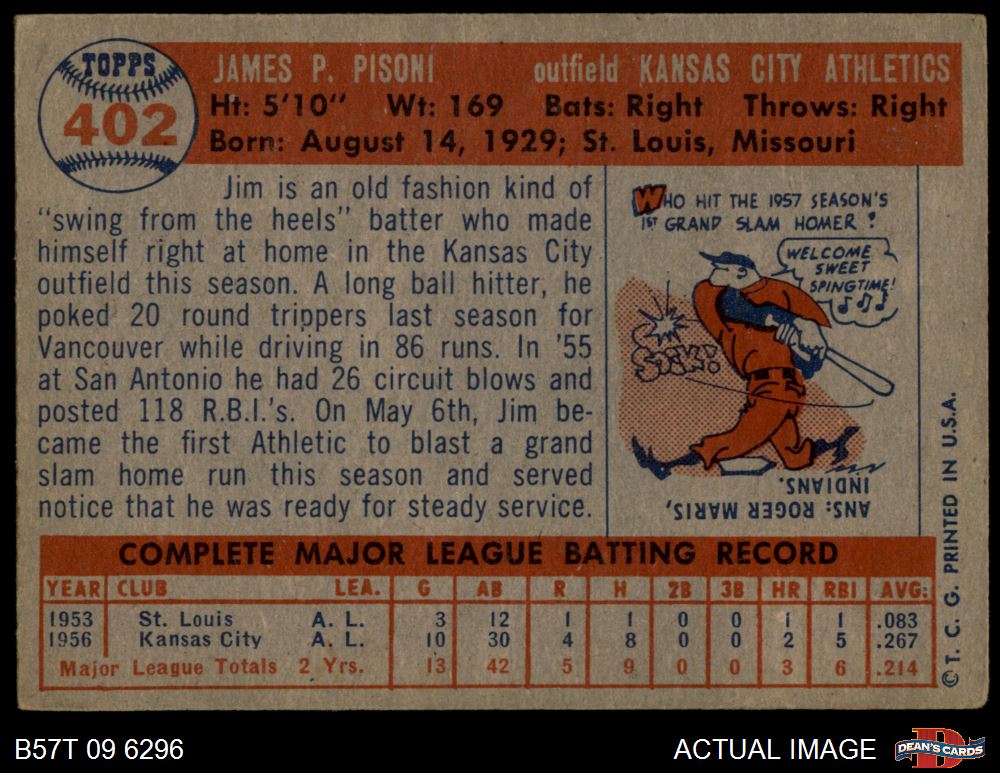 TOPPS
402
JAMES P. PISONI outfield KANSAS CITY ATHLETICS
Ht: 5'10" Wt: 169 Bats: Right Throws: Right
Born: August 14, 1929; St. Louis, Missouri
Jim is an old fashion kind of
"swing from the heels" batter who made
himself right at home in the Kansas City
outfield this season. A long ball hitter, he
poked 20 round trippers last season for
Vancouver while driving in 86 runs. In '55
at San Antonio he had 26 circuit blows and
posted 118 R.B.I.'s. On May 6th, Jim be-
came the first Athletic to blast a grand
slam home run this season and served
notice that he was ready for steady service.
WHO HIT THE 1957 SEASON'S
1ST GRAND SLAM HOMER?
WELCOME
SWEET
SPINGTIME!
ANS: ROGER MARIS,
INDIANS.
COMPLETE MAJOR LEAGUE BATTING RECORD
YEAR CLUB LEA. G AB R H 2B 3B HR RBI AVG:
1953 St. Louis A. L. 3 12 1 1 0 0 1 1 .083
1956 Kansas City A. L. 10 30 4 8 0 0 2 5 .267
Major League Totals 2 Yrs. 13 42 5 9 0 0 3 6 .214
©T. C. G. PRINTED IN U.S.A.
B57T 09 6296 ACTUAL IMAGE
DEAN'S CARDS